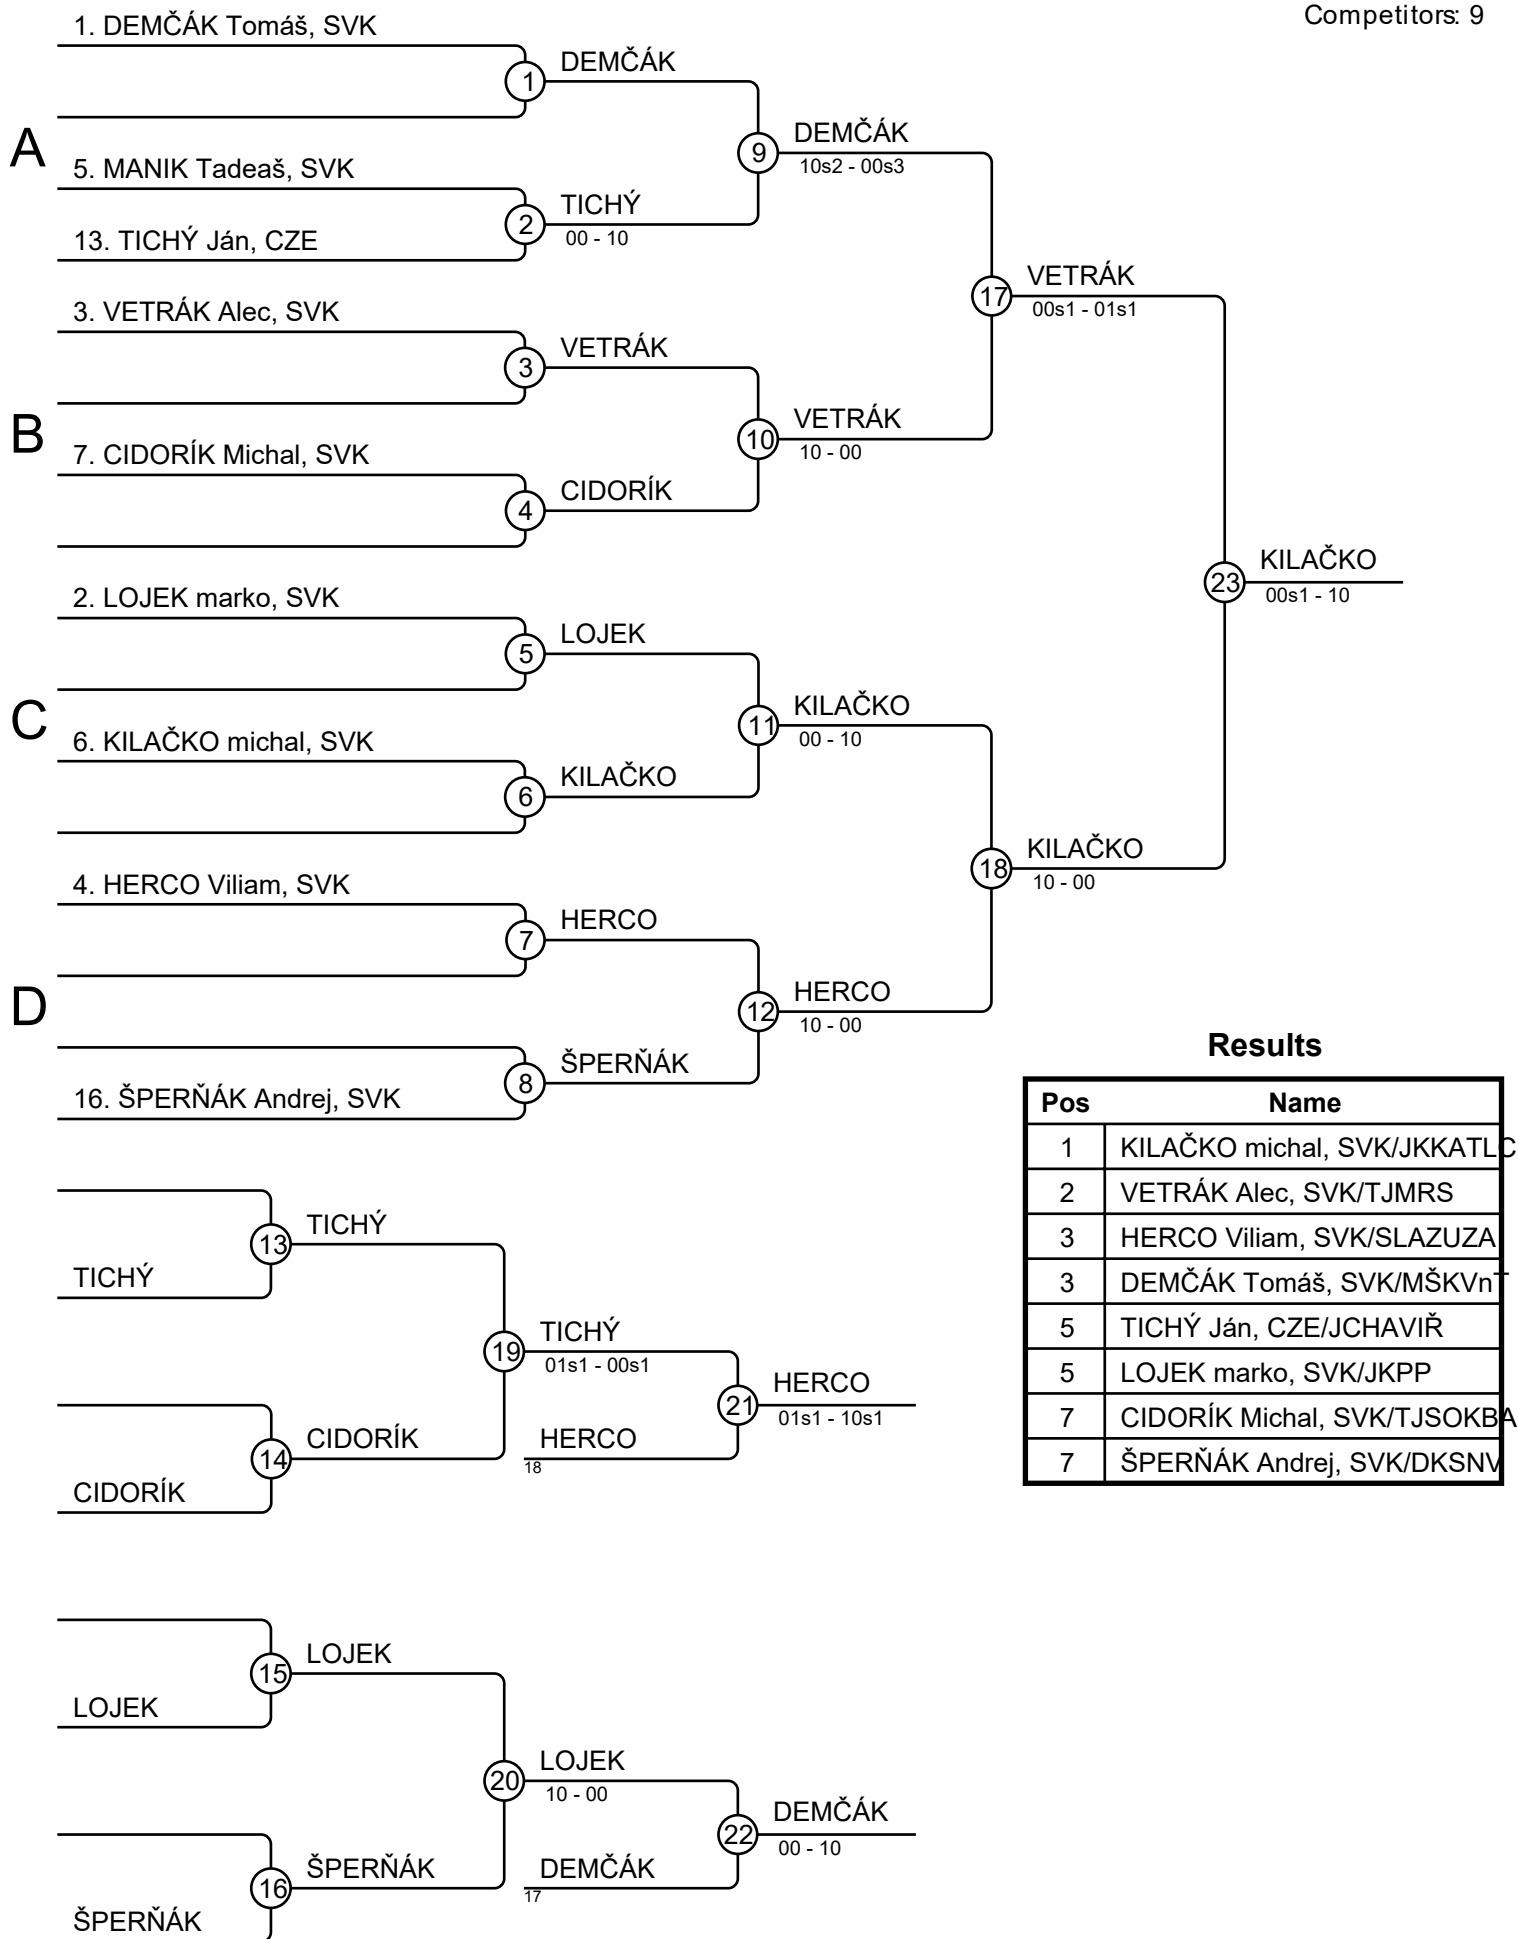 Competitors: 9
1. DEMČÁK Tomáš, SVK
1
DEMČÁK
A
5. MANIK Tadeaš, SVK
2
TICHÝ
00 - 10
13. TICHÝ Ján, CZE
9
DEMČÁK
10s2 - 00s3
3. VETRÁK Alec, SVK
3
VETRÁK
B
7. CIDORÍK Michal, SVK
4
CIDORÍK
10
VETRÁK
10 - 00
17
VETRÁK
00s1 - 01s1
2. LOJEK marko, SVK
5
LOJEK
C
6. KILAČKO michal, SVK
6
KILAČKO
11
KILAČKO
00 - 10
4. HERCO Viliam, SVK
7
HERCO
D
16. ŠPERŇÁK Andrej, SVK
8
ŠPERŇÁK
12
HERCO
10 - 00
18
KILAČKO
10 - 00
23
KILAČKO
00s1 - 10
TICHÝ
13
TICHÝ
CIDORÍK
14
CIDORÍK
19
TICHÝ
01s1 - 00s1
HERCO
18
21
HERCO
01s1 - 10s1
LOJEK
15
LOJEK
ŠPERŇÁK
16
ŠPERŇÁK
20
LOJEK
10 - 00
DEMČÁK
17
22
DEMČÁK
00 - 10
Results
Pos Name
1 KILAČKO michal, SVK/JKKATLC
2 VETRÁK Alec, SVK/TJMRS
3 HERCO Viliam, SVK/SLAZUZA
3 DEMČÁK Tomáš, SVK/MŠKVnT
5 TICHÝ Ján, CZE/JCHAVIŘ
5 LOJEK marko, SVK/JKPP
7 CIDORÍK Michal, SVK/TJSOKBA
7 ŠPERŇÁK Andrej, SVK/DKSNV